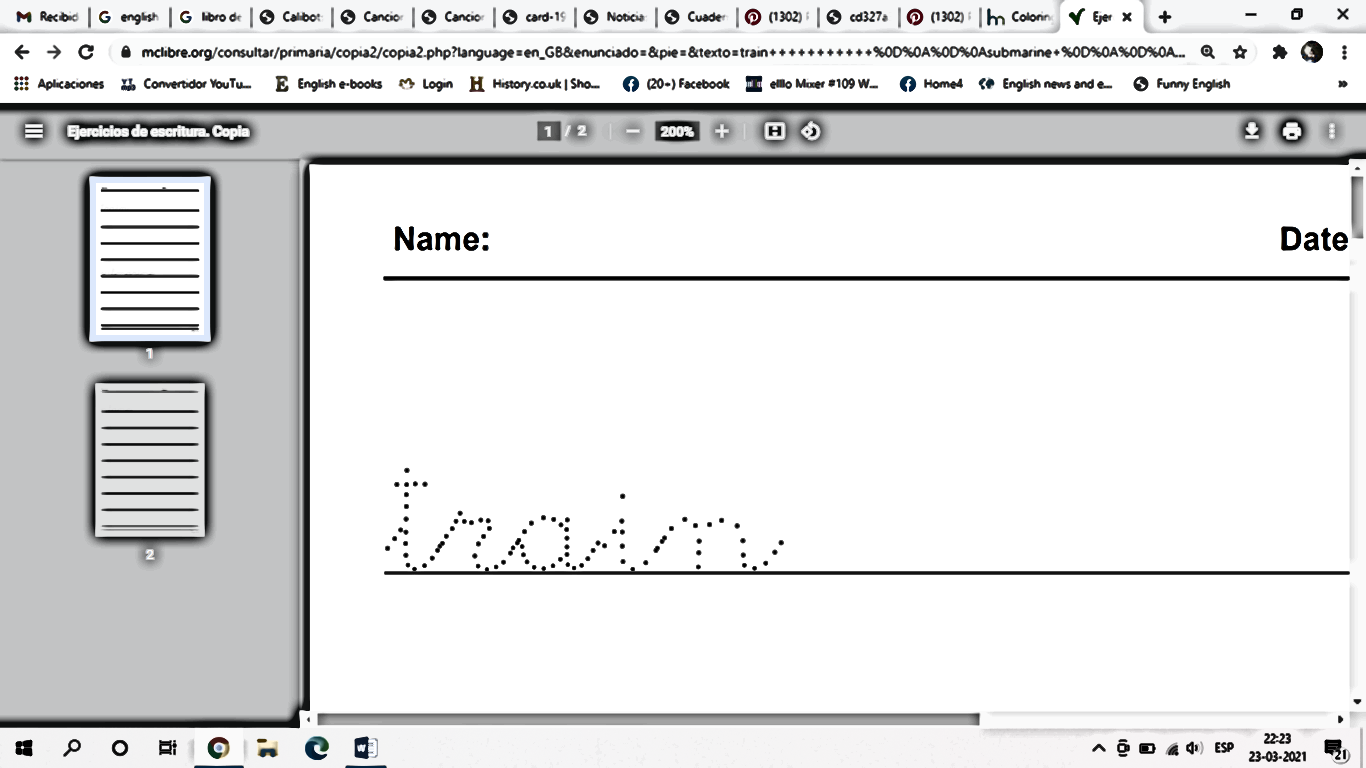 Recibid english libro de Calibot Cancion Cancion card-19 Noticia Cuader (1302) cd327a (1302) Coloring Ejer
mclibre.org/consultar/primaria/copia2/copia2.php?language=en_GB&enunciado=&pie=&texto=train+++++++++++%0D%0A%0D%0Asubmarine+%0D%0A%0D%0A...
Aplicaciones Convertidor YouTu... English e-books Login History.co.uk | Sho... (20+) Facebook elllo Mixer #109 W... Home4 English news and e... Funny English »
Ejercicios de escritura. Copia 1 / 2 200%
Name: Date
1
train
2
ESP 22:23
23-03-2021 21